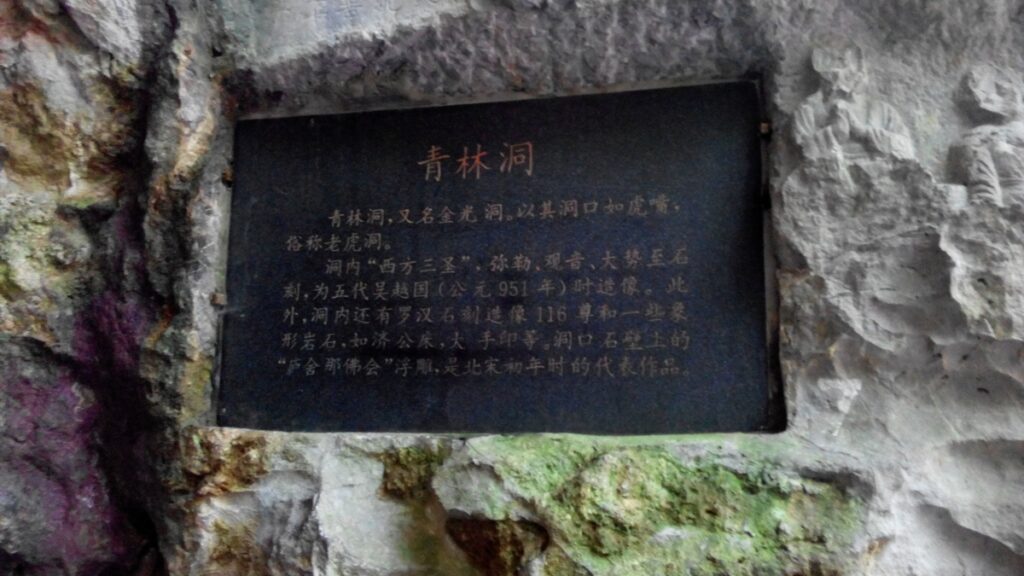 青林洞
青林洞,又名金光洞。以其洞口如虎嘴,
俗称老虎洞。
洞内“西方三圣”,弥勒、观音、大势至石
刻,为五代吴越国(公元951年)时造像。此
外,洞内还有罗汉石刻造像116尊和一些象
形岩石,如济公床,太子手印等。洞口石壁上的
“卢舍那佛会”浮雕,是北宋初年时的代表作品。